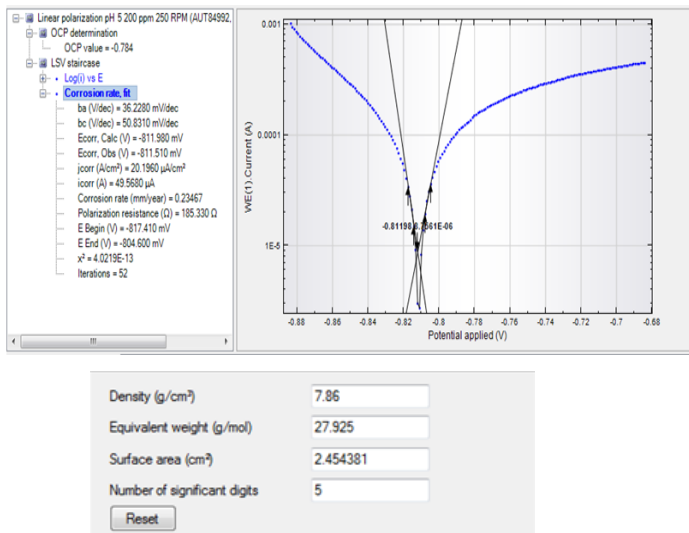 Linear polarization pH 5 200 ppm 250 RPM (AUT84992,
OCP determination
OCP value = -0.784
LSV staircase
Log(i) vs E
Corrosion rate, fit
ba (V/dec) = 36.2280 mV/dec
bc (V/dec) = 50.8310 mV/dec
Ecorr, Calc (V) = -811.980 mV
Ecorr, Obs (V) = -811.510 mV
jcorr (A/cm²) = 20.1960 µA/cm²
icorr (A) = 49.5680 µA
Corrosion rate (mm/year) = 0.23467
Polarization resistance (Ω) = 185.330 Ω
E Begin (V) = -817.410 mV
E End (V) = -804.600 mV
x² = 4.0219E-13
Iterations = 52
0.001
0.0001
1E-5
WE(1).Current (A)
-0.81198
-0.88 -0.86 -0.84 -0.82 -0.8 -0.78 -0.76 -0.74 -0.72 -0.7 -0.68
Potential applied (V)
Density (g/cm³) 7.86
Equivalent weight (g/mol) 27.925
Surface area (cm²) 2.454381
Number of significant digits 5
Reset